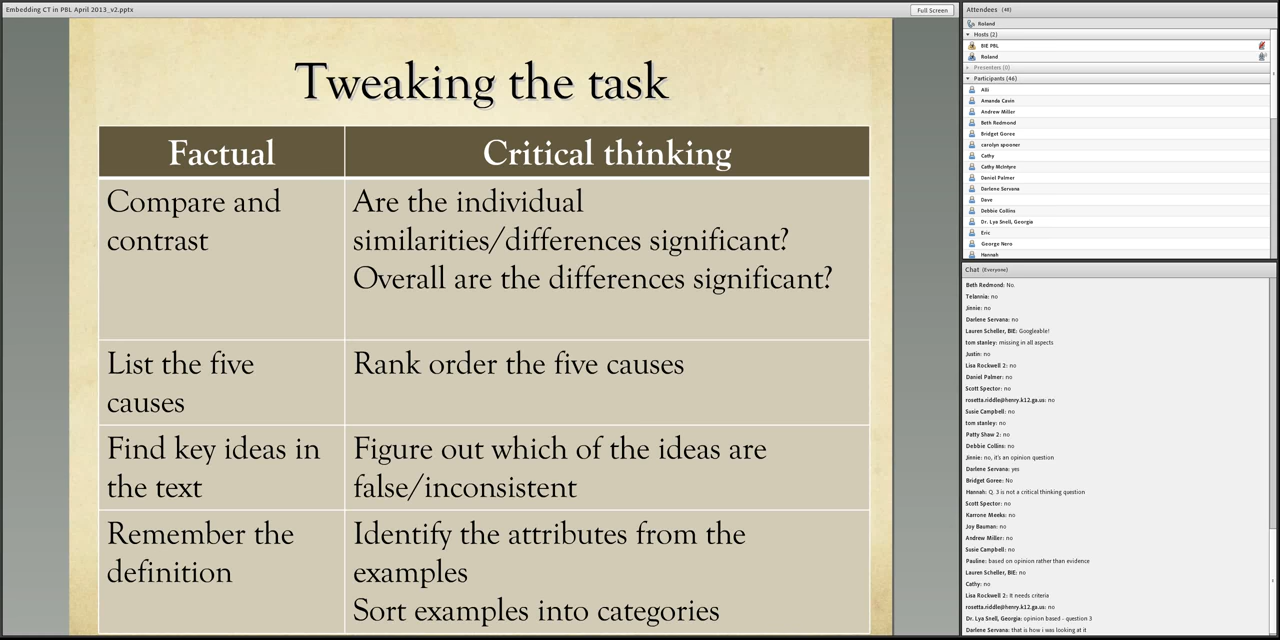 Embedding CT in PBL April 2013_v2.pptx
Full Screen
Tweaking the task
Factual
Critical thinking
Compare and
contrast
Are the individual
similarities/differences significant?
Overall are the differences significant?
List the five
causes
Rank order the five causes
Find key ideas in
the text
Figure out which of the ideas are
false/inconsistent
Remember the
definition
Identify the attributes from the
examples
Sort examples into categories
Attendees (48)
Roland
Hosts (2)
BIE PBL
Roland
Presenters (0)
Participants (46)
Alli
Amanda Cavin
Andrew Miller
Beth Redmond
Bridget Goree
carolyn spooner
Cathy
Cathy McIntyre
Daniel Palmer
Darlene Servana
Dave
Debbie Collins
Dr. Lya Snell, Georgia
Eric
George Nero
Hannah
Chat (Everyone)
Beth Redmond: No.
Telannia: no
Jinnie: no
Darlene Servana: no
Lauren Scheller, BIE: Googleable!
tom stanley: missing in all aspects
Justin: no
Lisa Rockwell 2: no
Daniel Palmer: no
Scott Spector: no
rosetta.riddle@henry.k12.ga.us: no
Susie Campbell: no
tom stanley: no
Patty Shaw 2: no
Debbie Collins: no
Jinnie: no, it's an opinion question
Darlene Servana: yes
Bridget Goree: No
Hannah: Q. 3 is not a critical thinking question
Scott Spector: no
Karrone Meeks: no
Joy Bauman: no
Andrew Miller: no
Susie Campbell: no
Pauline: based on opinion rather than evidence
Lauren Scheller, BIE: no
Cathy: no
Lisa Rockwell 2: It needs criteria
rosetta.riddle@henry.k12.ga.us: no
Dr. Lya Snell, Georgia: opinion based - question 3
Darlene Servana: that is how i was looking at it